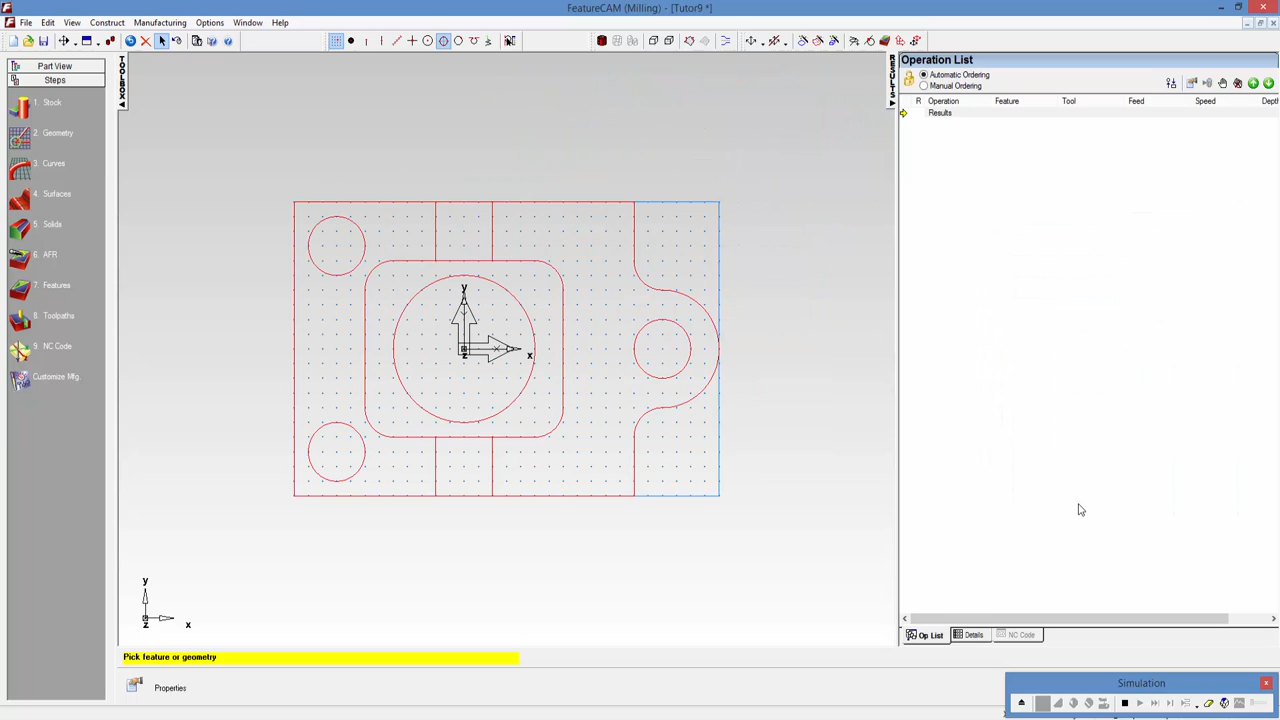 FeatureCAM (Milling) - [Tutor9 *]
File Edit View Construct Manufacturing Options Window Help
Part View
Steps
1. Stock
2. Geometry
3. Curves
4. Surfaces
5. Solids
6. AFR
7. Features
8. Toolpaths
9. NC Code
Customize Mfg.
TOOLBOX
y
z x
y
z x
RESULTS
Operation List
Automatic Ordering
Manual Ordering
R Operation Feature Tool Feed Speed Depth
Results
Op List Details NC Code
Pick feature or geometry
Properties
Simulation